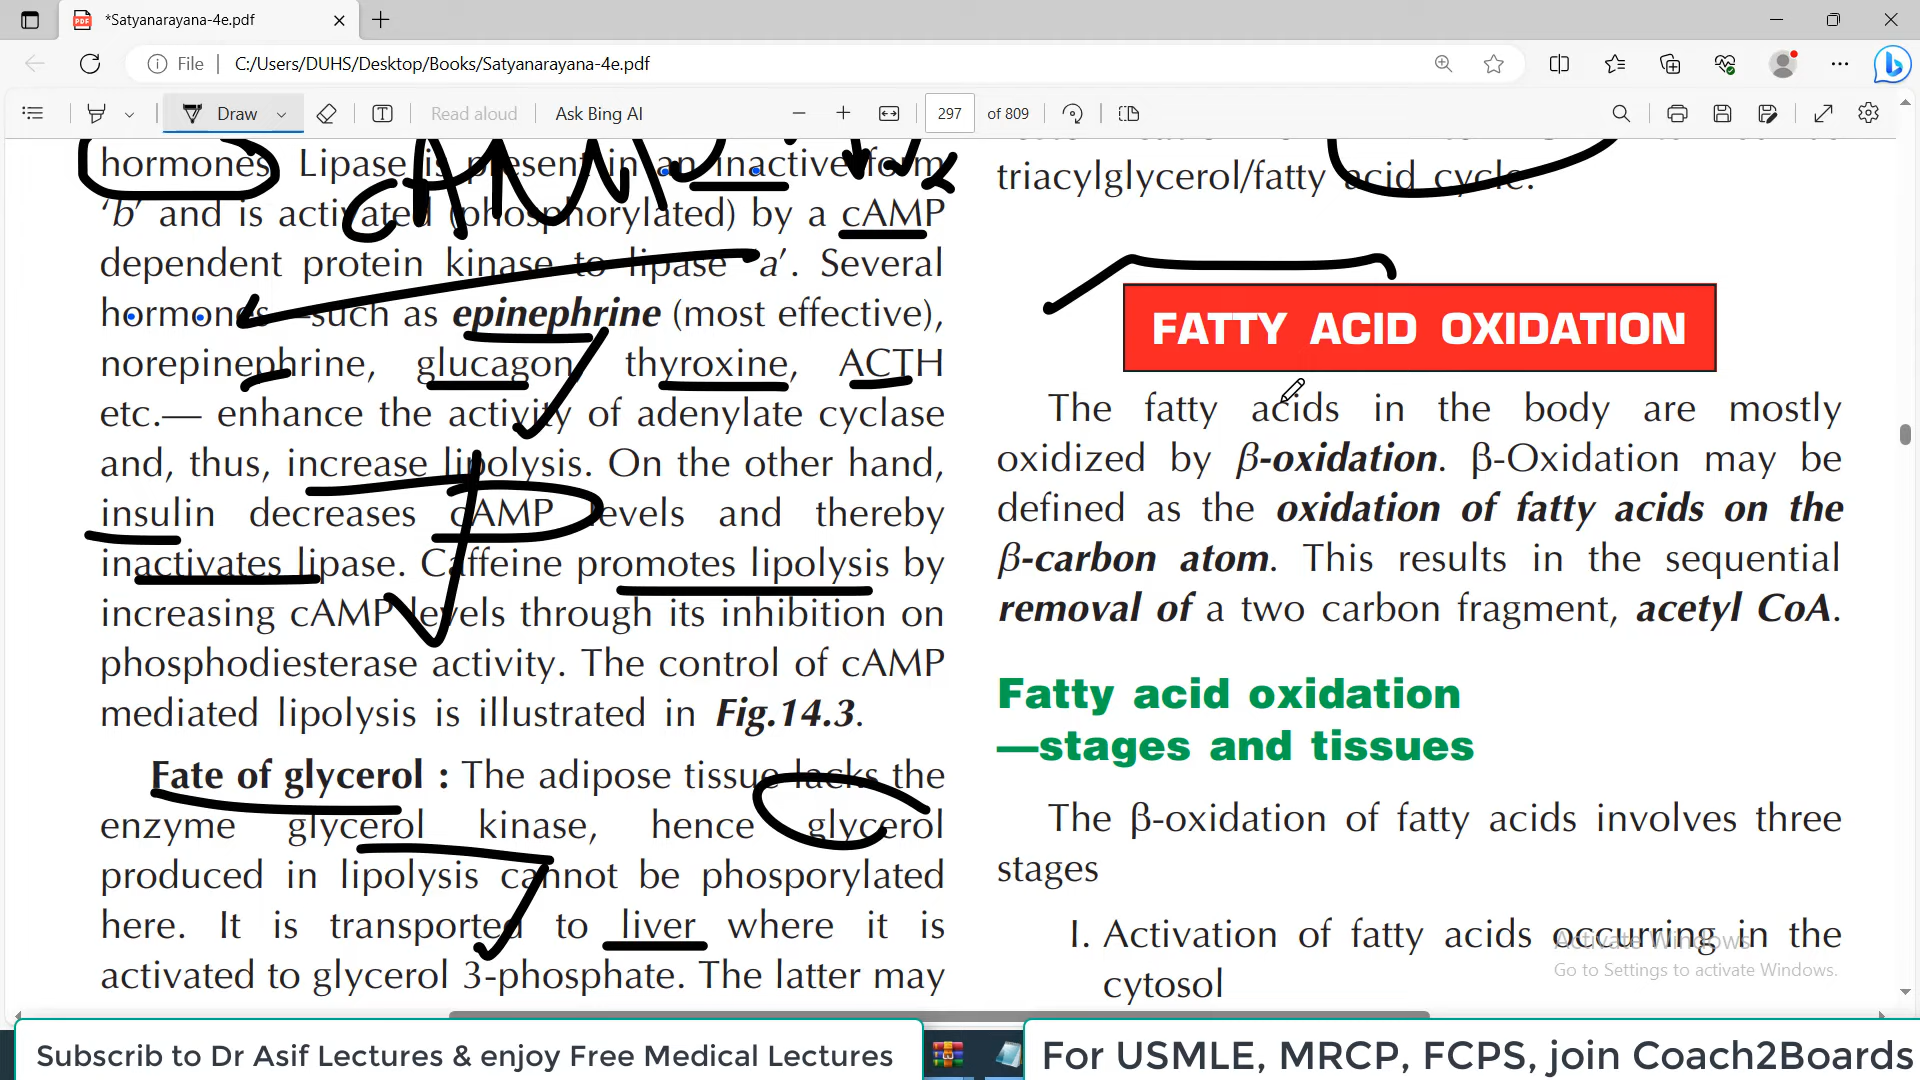 *Satyanarayana-4e.pdf
File
C:/Users/DUHS/Desktop/Books/Satyanarayana-4e.pdf
Draw
Read aloud
Ask Bing AI
297
of 809
hormones. Lipase is present in an inactive form
'b' and is activated (phosphorylated) by a cAMP
dependent protein kinase to lipase 'a'. Several
hormones—such as epinephrine (most effective),
norepinephrine, glucagon, thyroxine, ACTH
etc.— enhance the activity of adenylate cyclase
and, thus, increase lipolysis. On the other hand,
insulin decreases cAMP levels and thereby
inactivates lipase. Caffeine promotes lipolysis by
increasing cAMP levels through its inhibition on
phosphodiesterase activity. The control of cAMP
mediated lipolysis is illustrated in Fig.14.3.
Fate of glycerol : The adipose tissue lacks the
enzyme glycerol kinase, hence glycerol
produced in lipolysis cannot be phosporylated
here. It is transported to liver where it is
activated to glycerol 3-phosphate. The latter may
cAMP
triacylglycerol/fatty acid cycle.
FATTY ACID OXIDATION
The fatty acids in the body are mostly
oxidized by β-oxidation. β-Oxidation may be
defined as the oxidation of fatty acids on the
β-carbon atom. This results in the sequential
removal of a two carbon fragment, acetyl CoA.
Fatty acid oxidation
—stages and tissues
The β-oxidation of fatty acids involves three
stages
I. Activation of fatty acids occurring in the
cytosol
Activate Windows
Go to Settings to activate Windows.
Subscrib to Dr Asif Lectures & enjoy Free Medical Lectures
For USMLE, MRCP, FCPS, join Coach2Boards